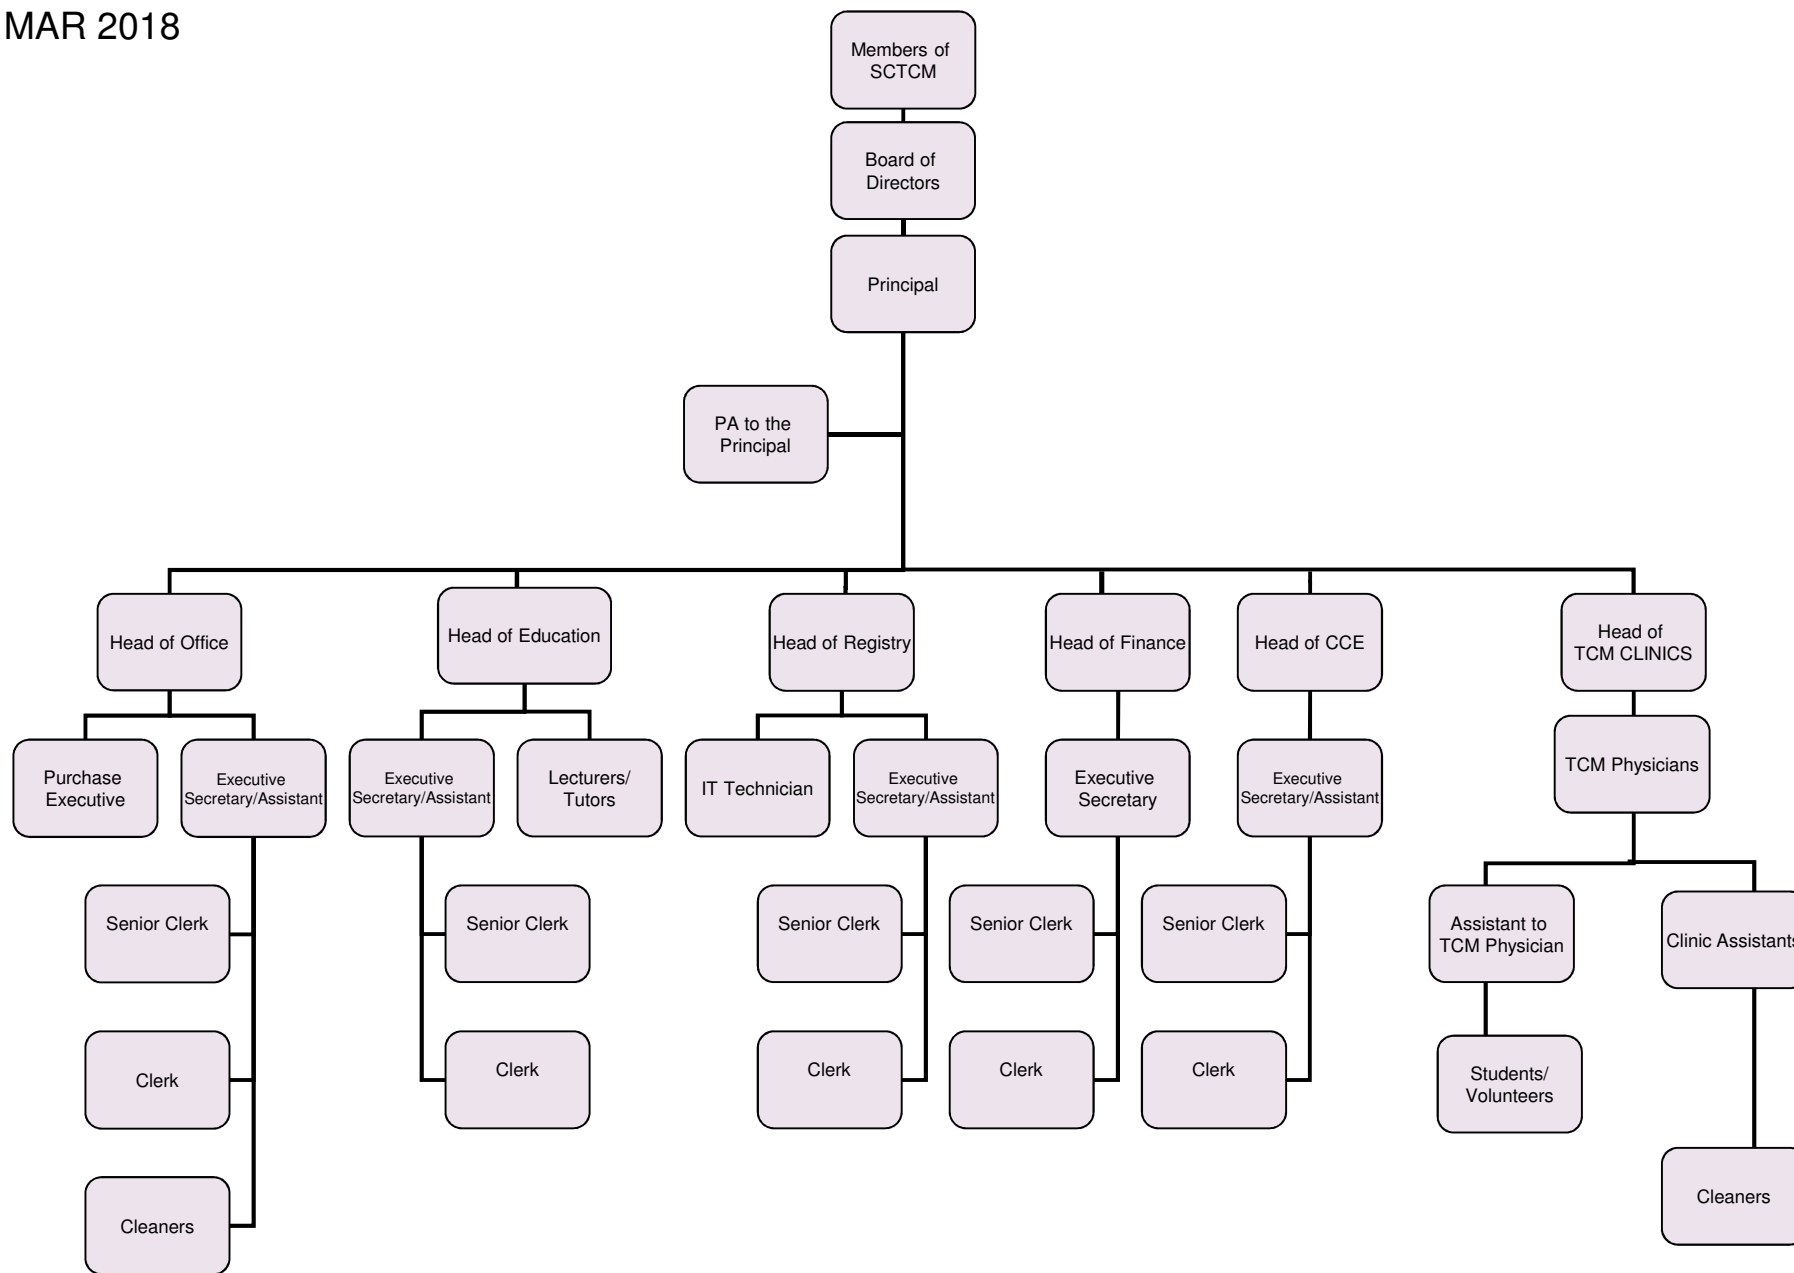 MAR 2018
Members of
SCTCM
Board of
Directors
Principal
PA to the
Principal
Head of Office
Head of Education
Head of Registry
Head of Finance
Head of CCE
Head of
TCM CLINICS
Purchase
Executive
Executive
Secretary/Assistant
Executive
Secretary/Assistant
Lecturers/
Tutors
IT Technician
Executive
Secretary/Assistant
Executive
Secretary
Executive
Secretary/Assistant
TCM Physicians
Senior Clerk
Senior Clerk
Senior Clerk
Senior Clerk
Senior Clerk
Assistant to
TCM Physician
Clinic Assistants
Clerk
Clerk
Clerk
Clerk
Clerk
Students/
Volunteers
Cleaners
Cleaners